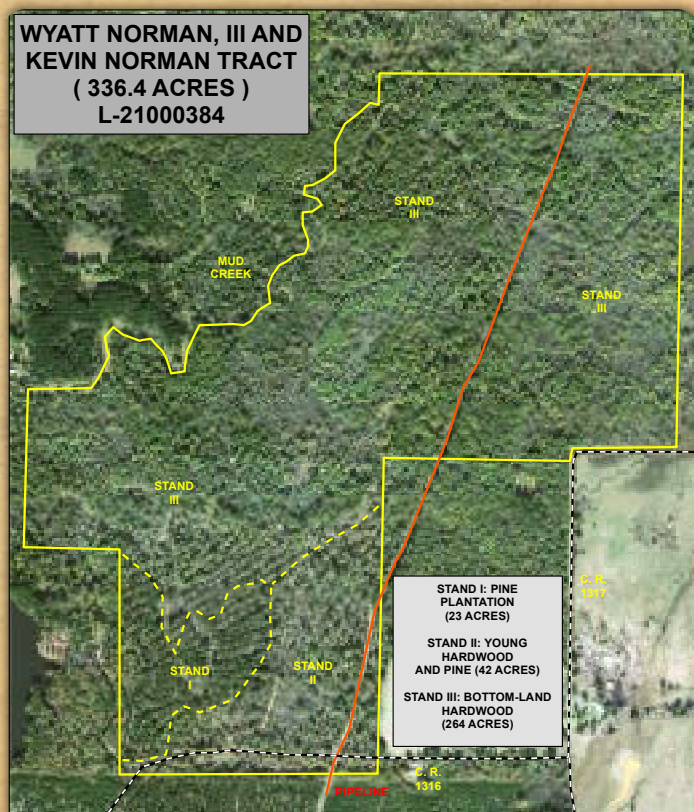 WYATT NORMAN, III AND
KEVIN NORMAN TRACT
( 336.4 ACRES )
L-21000384
STAND
III
MUD
CREEK
STAND
III
STAND
III
C. R.
1317
STAND I: PINE
PLANTATION
(23 ACRES)
STAND II: YOUNG
HARDWOOD
AND PINE (42 ACRES)
STAND III: BOTTOM-LAND
HARDWOOD
(264 ACRES)
STAND
I
STAND
II
C. R.
1316
PIPELINE